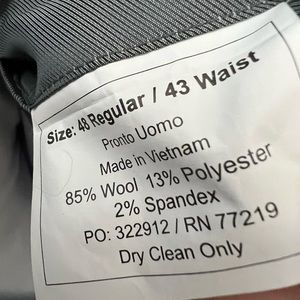 Size: 48 Regular / 43 Waist
Pronto Uomo
Made in Vietnam
85% Wool 13% Polyester
2% Spandex
PO: 322912 / RN 77219
Dry Clean Only